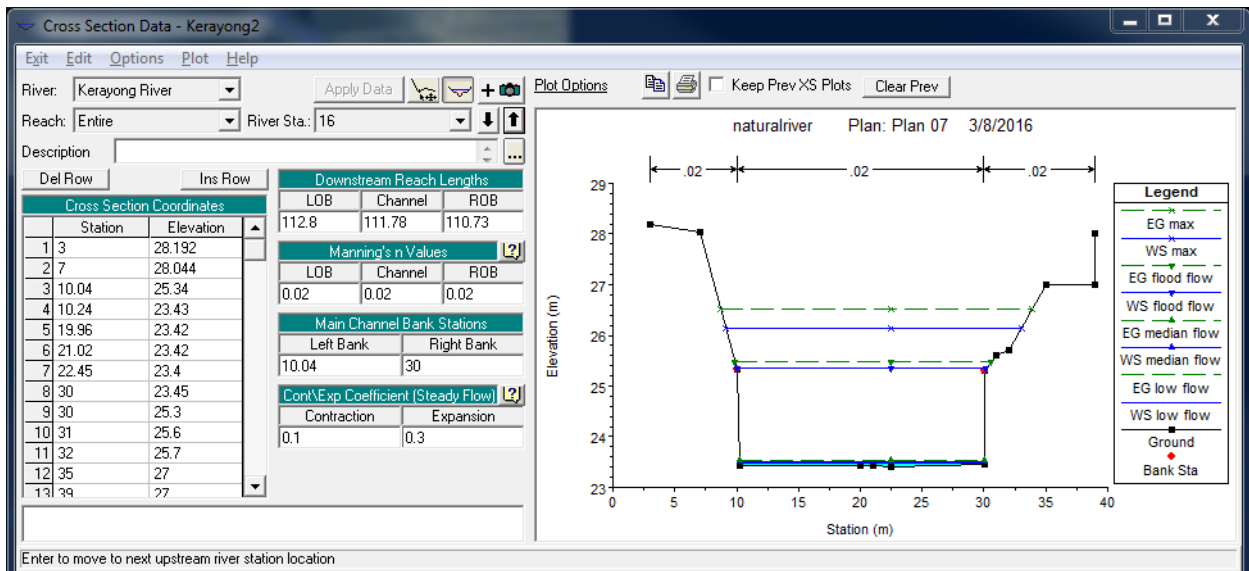 Cross Section Data - Kerayong2
Exit Edit Options Plot Help
River: Kerayong River Apply Data
Reach: Entire River Sta.: 16
Description ...
Del Row Ins Row
Cross Section Coordinates
Station Elevation
1 3 28.192
2 7 28.044
3 10.04 25.34
4 10.24 23.43
5 19.96 23.42
6 21.02 23.42
7 22.45 23.4
8 30 23.45
9 30 25.3
10 31 25.6
11 32 25.7
12 35 27
13 39 27
Downstream Reach Lengths
LOB Channel ROB
112.8 111.78 110.73
Manning's n Values
LOB Channel ROB
0.02 0.02 0.02
Main Channel Bank Stations
Left Bank Right Bank
10.04 30
Cont\Exp Coefficient (Steady Flow)
Contraction Expansion
0.1 0.3
Plot Options Keep Prev XS Plots Clear Prev
naturalriver Plan: Plan 07 3/8/2016
.02 .02 .02
29
28
27
26
25
24
23
Elevation (m)
0 5 10 15 20 25 30 35 40
Station (m)
Legend
EG max
WS max
EG flood flow
WS flood flow
EG median flow
WS median flow
EG low flow
WS low flow
Ground
Bank Sta
Enter to move to next upstream river station location